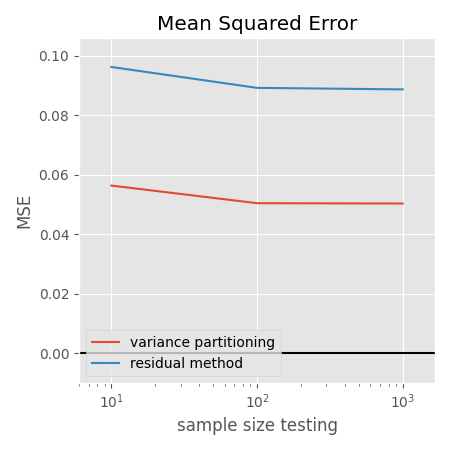 Mean Squared Error
MSE
0.10
0.08
0.06
0.04
0.02
0.00
variance partitioning
residual method
10¹ 10² 10³
sample size testing